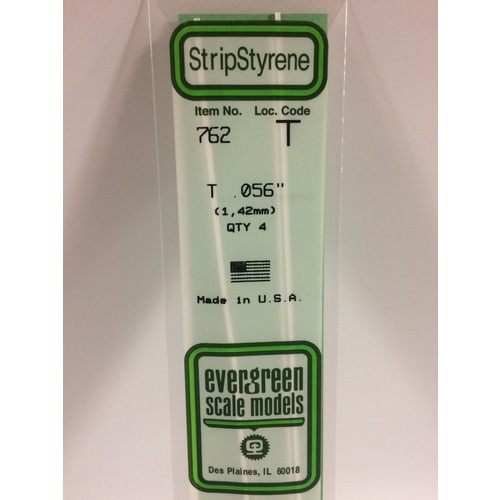 StripStyrene
Item No. Loc. Code
762 T
T .056"
(1,42mm)
QTY 4
Made in U.S.A.
evergreen
scale models
Des Plaines, IL 60018